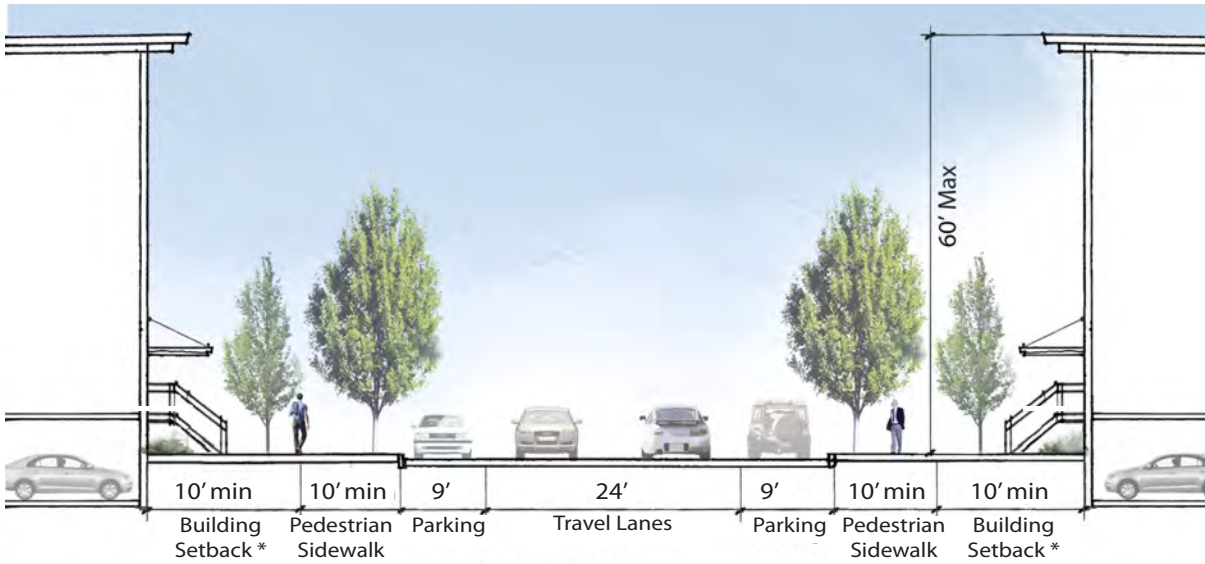 60’ Max
10’ min 10’ min 9’ 24’ 9’ 10’ min 10’ min
Building Pedestrian Parking Travel Lanes Parking Pedestrian Building
Setback * Sidewalk Sidewalk Setback *